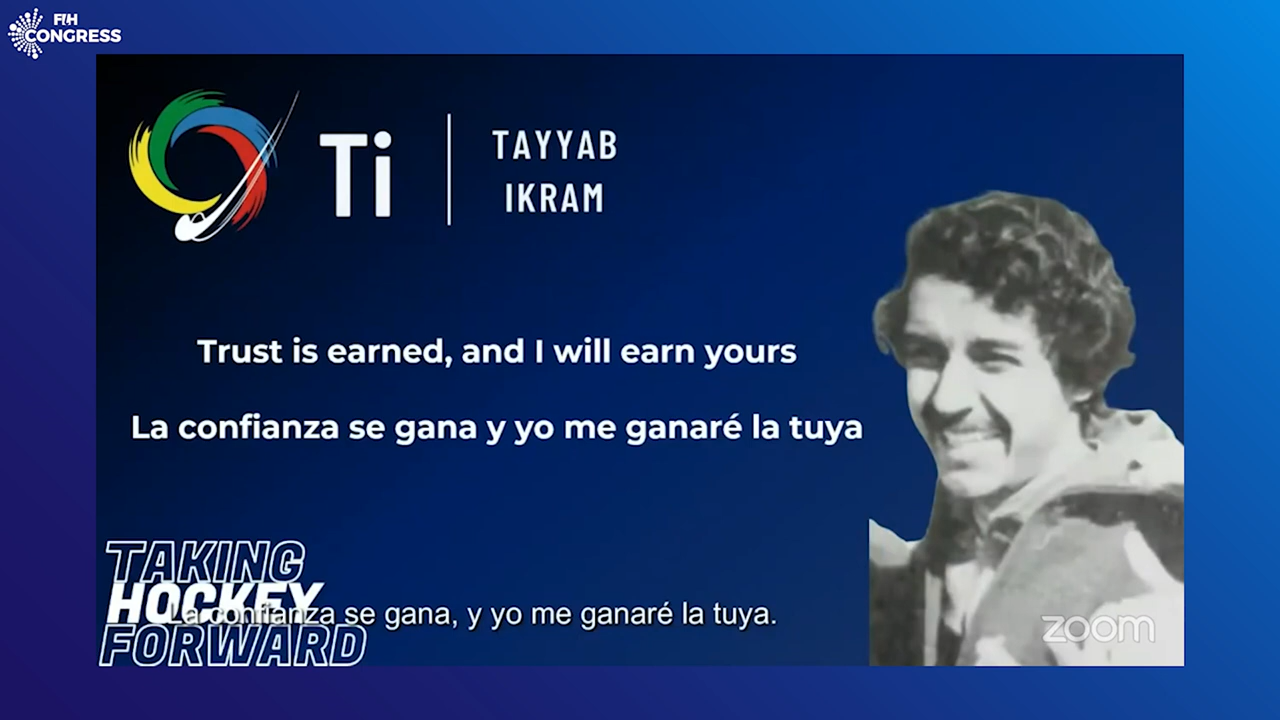 FIH
CONGRESS
Ti
TAYYAB
IKRAM
Trust is earned, and I will earn yours
La confianza se gana y yo me ganaré la tuya
TAKING
HOCKEY
FORWARD
La confianza se gana, y yo me ganaré la tuya.
zoom